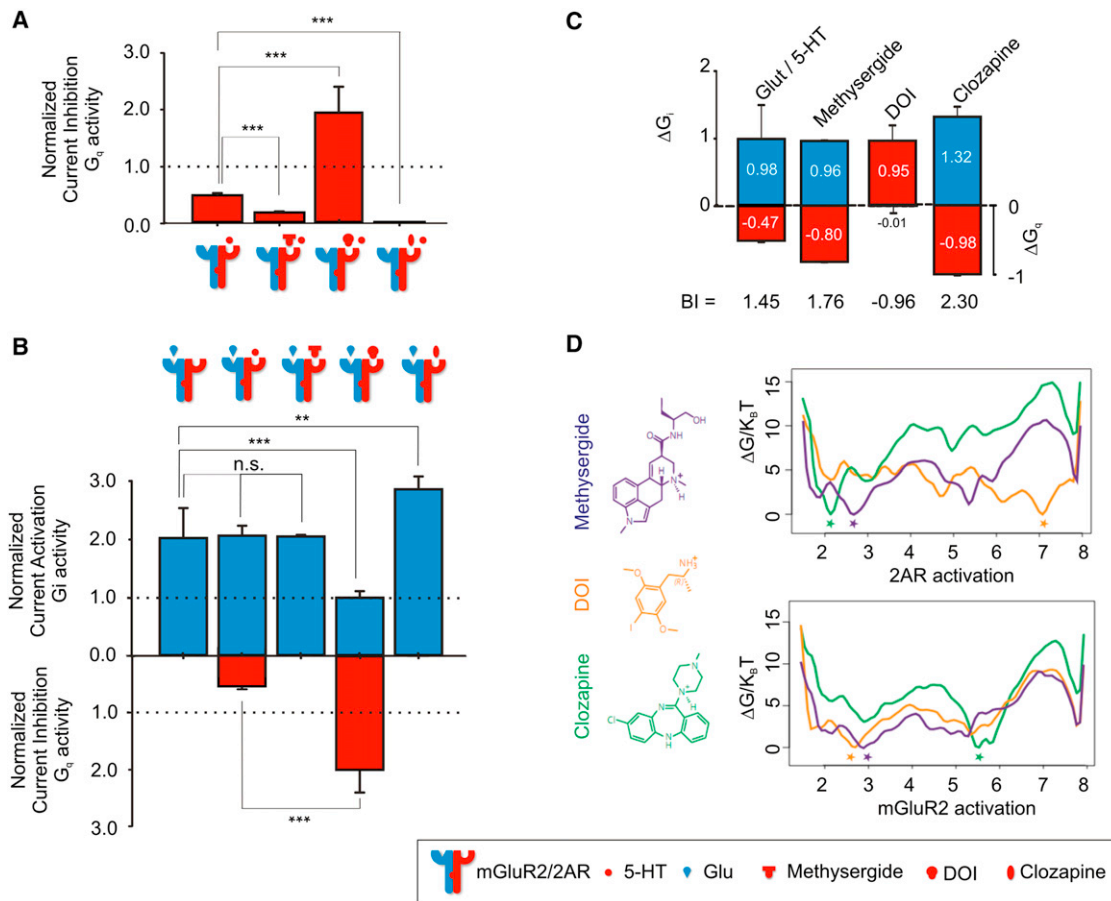 A
***
***
***
Normalized
Current Inhibition
Gq activity
3.0
2.0
1.0
0.0
B
**
***
n.s.
Normalized
Current Activation
Gi activity
3.0
2.0
1.0
0.0
Normalized
Current Inhibition
Gq activity
1.0
2.0
3.0
***
C
Glut / 5-HT
Methysergide
DOI
Clozapine
ΔGi
2
1
0
0.98
0.96
0.95
1.32
-0.47
-0.80
-0.01
-0.98
0
-1
ΔGq
BI = 1.45 1.76 -0.96 2.30
D
Methysergide
OH
NH
O
N
+
H
H
N
DOI
NH3
+
O
(R)
I
O
Clozapine
N
N
+
H
N
Cl
N
H
ΔG/KBT
15
10
5
0
2 3 4 5 6 7 8
2AR activation
ΔG/KBT
15
10
5
0
2 3 4 5 6 7 8
mGluR2 activation
mGluR2/2AR 5-HT Glu Methysergide DOI Clozapine